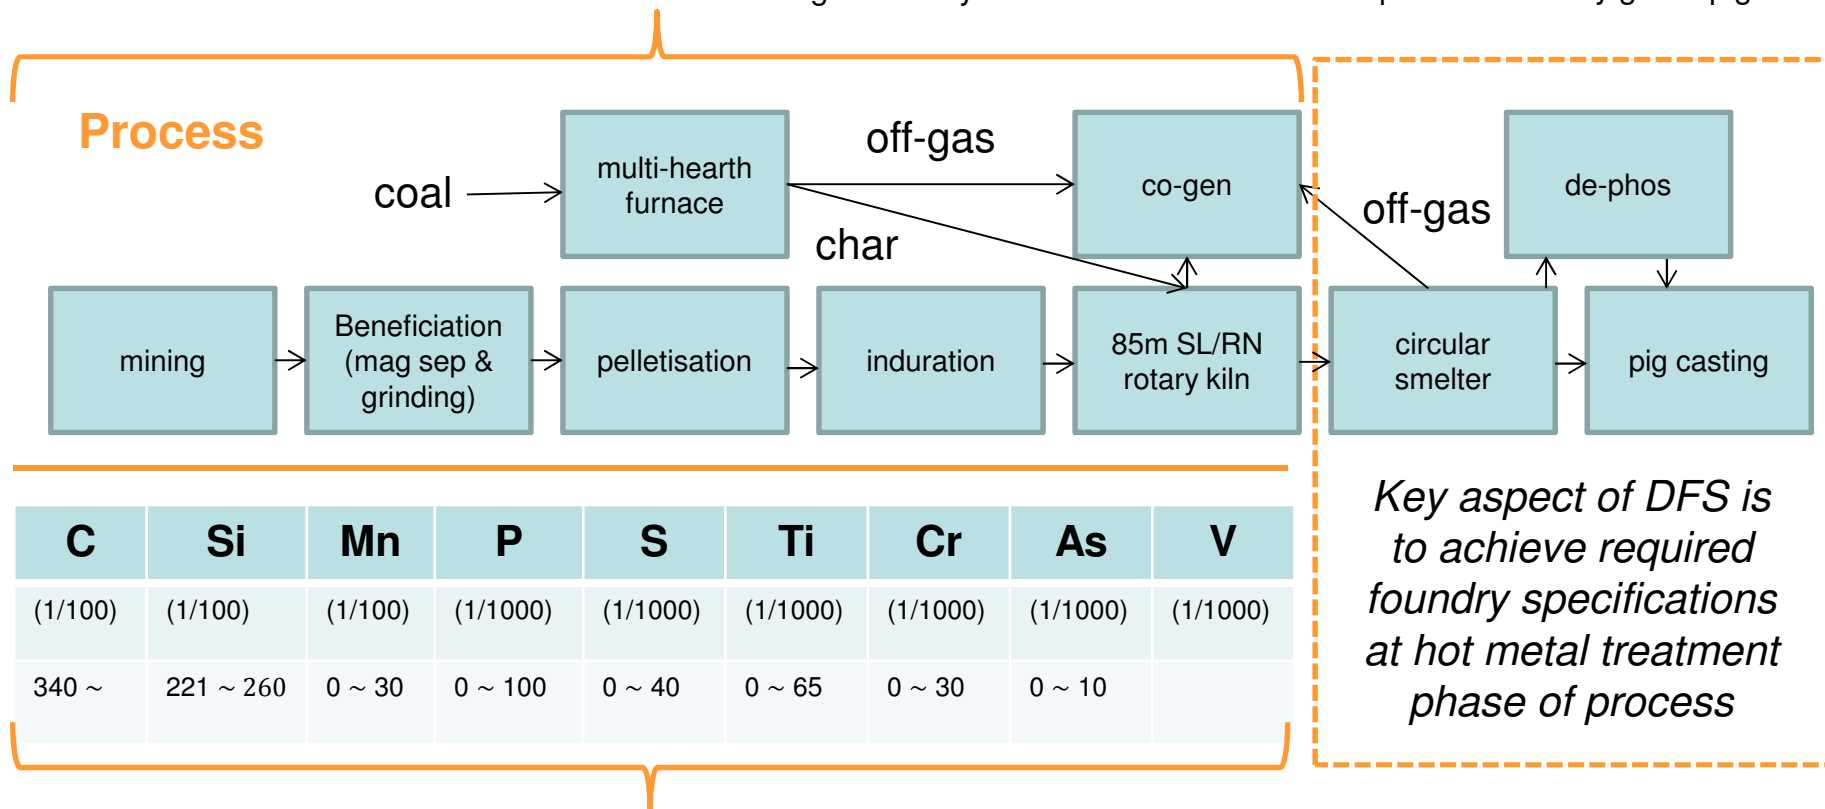 Process
coal
multi-hearth
furnace
off-gas
char
co-gen
off-gas
de-phos
mining
Beneficiation
(mag sep &
grinding)
pelletisation
induration
85m SL/RN
rotary kiln
circular
smelter
pig casting
C Si Mn P S Ti Cr As V
(1/100) (1/100) (1/100) (1/1000) (1/1000) (1/1000) (1/1000) (1/1000) (1/1000)
340 ~ 221 ~ 260 0 ~ 30 0 ~ 100 0 ~ 40 0 ~ 65 0 ~ 30 0 ~ 10
Key aspect of DFS is
to achieve required
foundry specifications
at hot metal treatment
phase of process